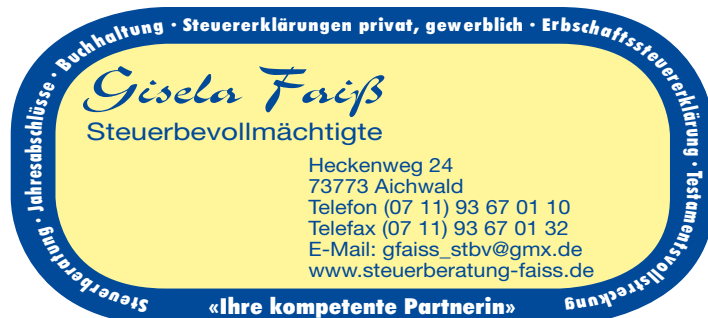 Steuerberatung · Jahresabschlüsse · Buchhaltung · Steuererklärungen privat, gewerblich · Erbschaftssteuererklärung · Testamentsvollstreckung
Gisela Faiß
Steuerbevollmächtigte
Heckenweg 24
73773 Aichwald
Telefon (07 11) 93 67 01 10
Telefax (07 11) 93 67 01 32
E-Mail: gfaiss_stbv@gmx.de
www.steuerberatung-faiss.de
«Ihre kompetente Partnerin»